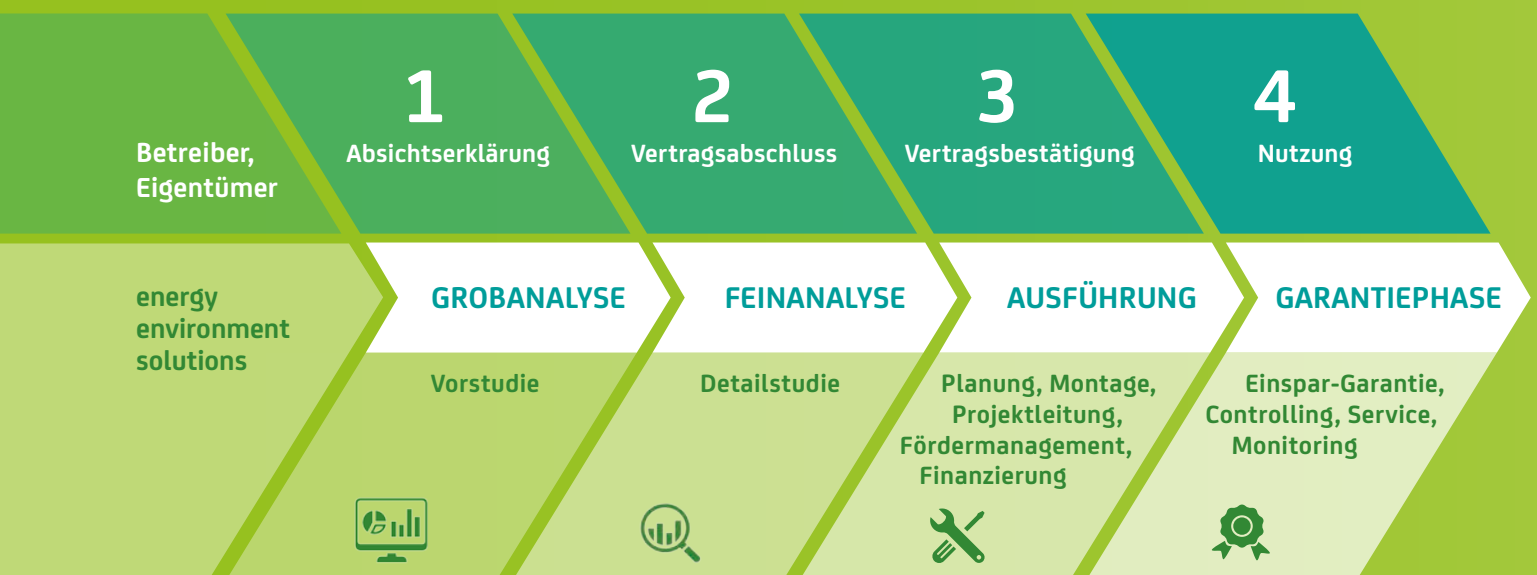 Betreiber,
Eigentümer
1
Absichtserklärung
2
Vertragsabschluss
3
Vertragsbestätigung
4
Nutzung
energy
environment
solutions
GROBANALYSE
Vorstudie
FEINANALYSE
Detailstudie
AUSFÜHRUNG
Planung, Montage,
Projektleitung,
Fördermanagement,
Finanzierung
GARANTIEPHASE
Einspar-Garantie,
Controlling, Service,
Monitoring